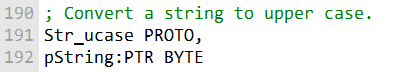 190 ; Convert a string to upper case.
191 Str_ucase PROTO,
192 pString:PTR BYTE